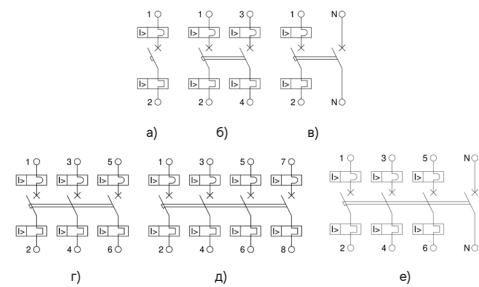 1 1 3 1 N
I> I> I> I>
I> I> I> I>
2 2 4 2 N
а) б) в)
1 3 5 1 3 5 7 1 3 5 N
I> I> I> I> I> I> I> I> I> I>
I> I> I> I> I> I> I> I> I> I>
2 4 6 2 4 6 8 2 4 6 N
г) д) е)